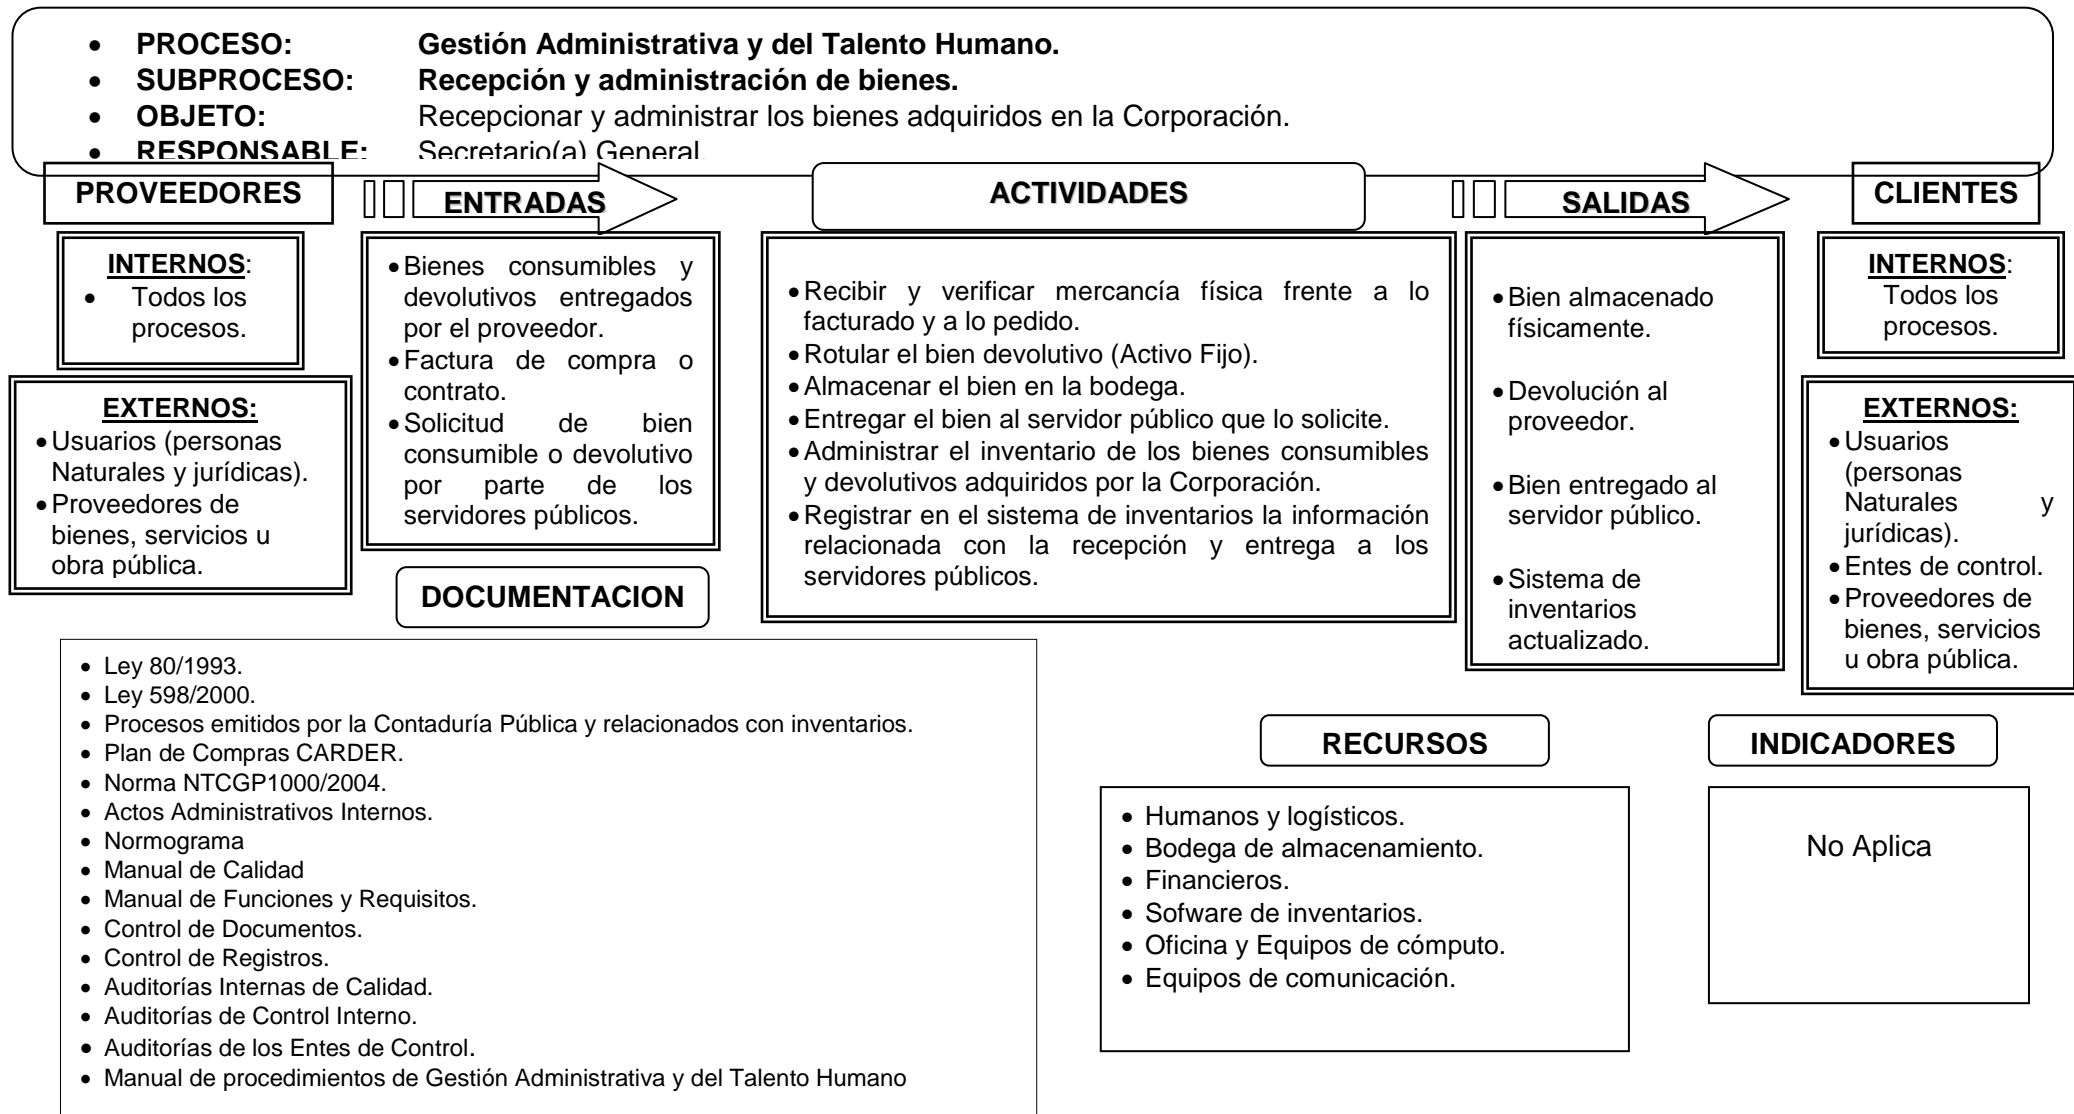 • PROCESO: Gestión Administrativa y del Talento Humano.
• SUBPROCESO: Recepción y administración de bienes.
• OBJETO: Recepcionar y administrar los bienes adquiridos en la Corporación.
• RESPONSABLE: Secretario(a) General.
PROVEEDORES
ENTRADAS
ACTIVIDADES
SALIDAS
CLIENTES
INTERNOS:
• Todos los
procesos.
EXTERNOS:
• Usuarios (personas
Naturales y jurídicas).
• Proveedores de
bienes, servicios u
obra pública.
• Bienes consumibles y
devolutivos entregados
por el proveedor.
• Factura de compra o
contrato.
• Solicitud de bien
consumible o devolutivo
por parte de los
servidores públicos.
• Recibir y verificar mercancía física frente a lo
facturado y a lo pedido.
• Rotular el bien devolutivo (Activo Fijo).
• Almacenar el bien en la bodega.
• Entregar el bien al servidor público que lo solicite.
• Administrar el inventario de los bienes consumibles
y devolutivos adquiridos por la Corporación.
• Registrar en el sistema de inventarios la información
relacionada con la recepción y entrega a los
servidores públicos.
• Bien almacenado
físicamente.
• Devolución al
proveedor.
• Bien entregado al
servidor público.
• Sistema de
inventarios
actualizado.
INTERNOS:
Todos los
procesos.
EXTERNOS:
• Usuarios
(personas
Naturales y
jurídicas).
• Entes de control.
• Proveedores de
bienes, servicios
u obra pública.
DOCUMENTACION
• Ley 80/1993.
• Ley 598/2000.
• Procesos emitidos por la Contaduría Pública y relacionados con inventarios.
• Plan de Compras CARDER.
• Norma NTCGP1000/2004.
• Actos Administrativos Internos.
• Normograma
• Manual de Calidad
• Manual de Funciones y Requisitos.
• Control de Documentos.
• Control de Registros.
• Auditorías Internas de Calidad.
• Auditorías de Control Interno.
• Auditorías de los Entes de Control.
• Manual de procedimientos de Gestión Administrativa y del Talento Humano
RECURSOS
• Humanos y logísticos.
• Bodega de almacenamiento.
• Financieros.
• Sofware de inventarios.
• Oficina y Equipos de cómputo.
• Equipos de comunicación.
INDICADORES
No Aplica